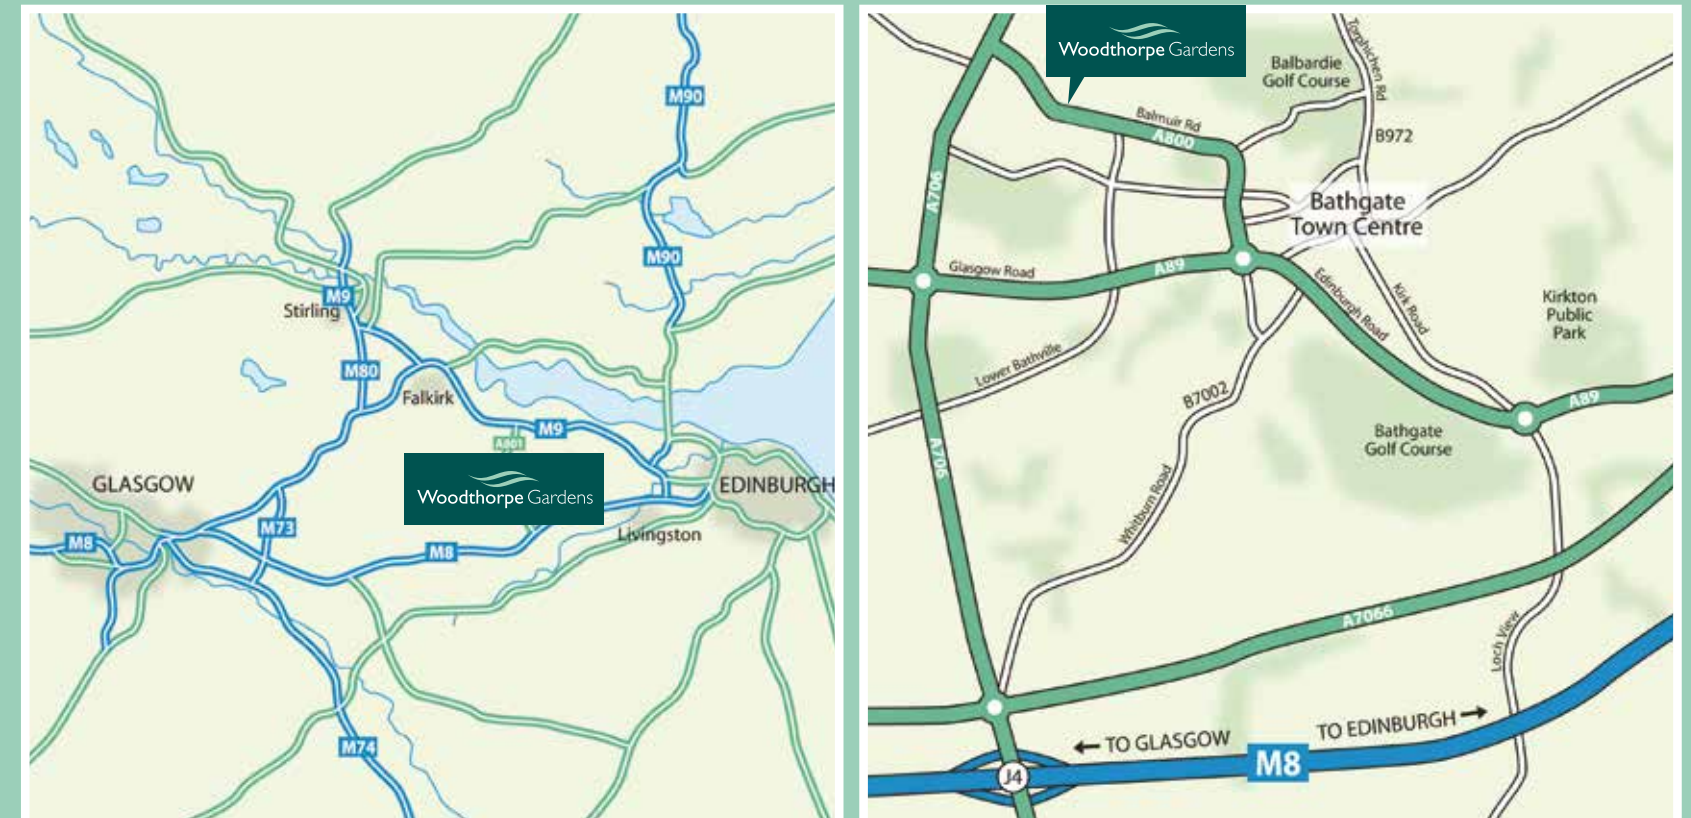 M90
M90
M9
Stirling
M80
Falkirk
M9
A801
Woodthorpe Gardens
GLASGOW
EDINBURGH
M73
M8
M8
Livingston
M74
Woodthorpe Gardens
Balbardie
Golf Course
Torphichen Rd
B972
Balmuir Rd
A800
A706
Bathgate
Town Centre
Glasgow Road
A89
Edinburgh Road
Kirk Road
Kirkton
Public
Park
Lower Bathville
B7002
A89
Bathgate
Golf Course
A706
Whitburn Road
A7066
Loch View
TO GLASGOW
TO EDINBURGH
M8
J4